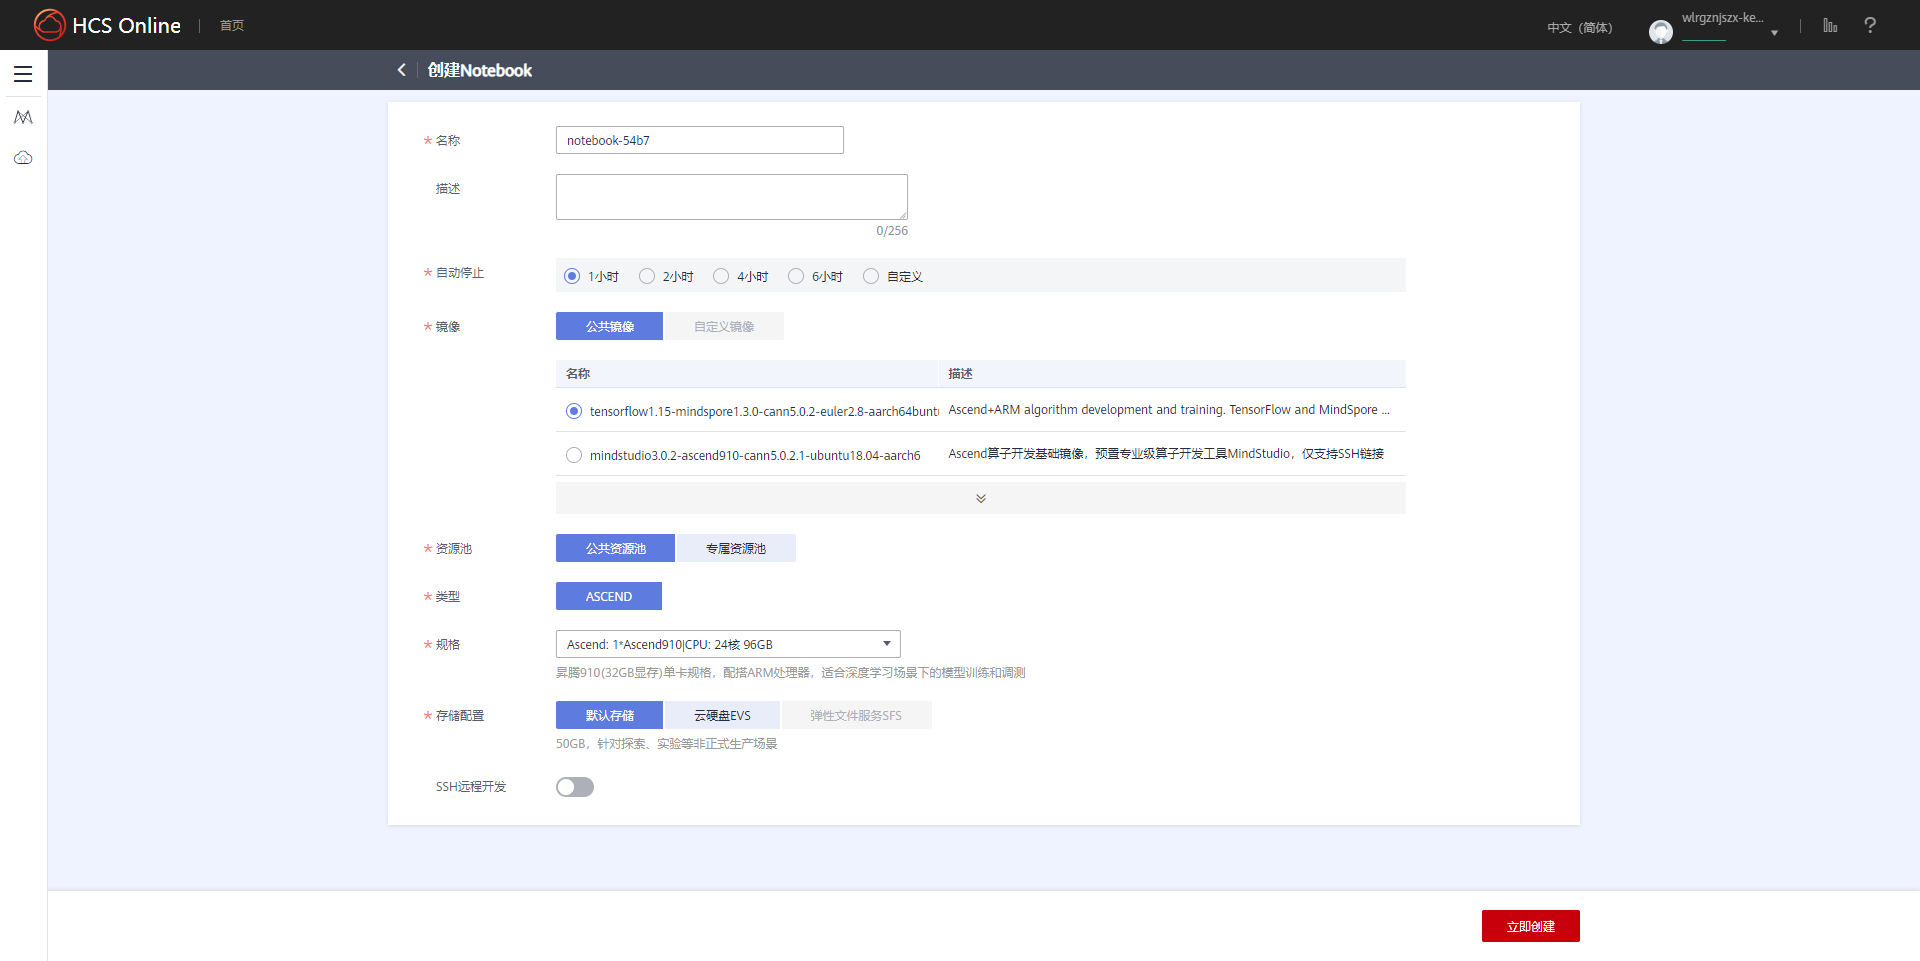 HCS Online
首页
中文（简体）
wlrgznjszx-ke...
创建Notebook
* 名称
notebook-54b7
描述
0/256
* 自动停止
1小时
2小时
4小时
6小时
自定义
* 镜像
公共镜像
自定义镜像
名称
描述
tensorflow1.15-mindspore1.3.0-cann5.0.2-euler2.8-aarch64bunt
Ascend+ARM algorithm development and training. TensorFlow and MindSpore ...
mindstudio3.0.2-ascend910-cann5.0.2.1-ubuntu18.04-aarch6
Ascend算子开发基础镜像，预置专业级算子开发工具MindStudio，仅支持SSH链接
* 资源池
公共资源池
专属资源池
* 类型
ASCEND
* 规格
Ascend: 1*Ascend910|CPU: 24核 96GB
昇腾910(32GB显存)单卡规格，配搭ARM处理器，适合深度学习场景下的模型训练和调测
* 存储配置
默认存储
云硬盘EVS
弹性文件服务SFS
50GB，针对探索、实验等非正式生产场景
SSH远程开发
立即创建